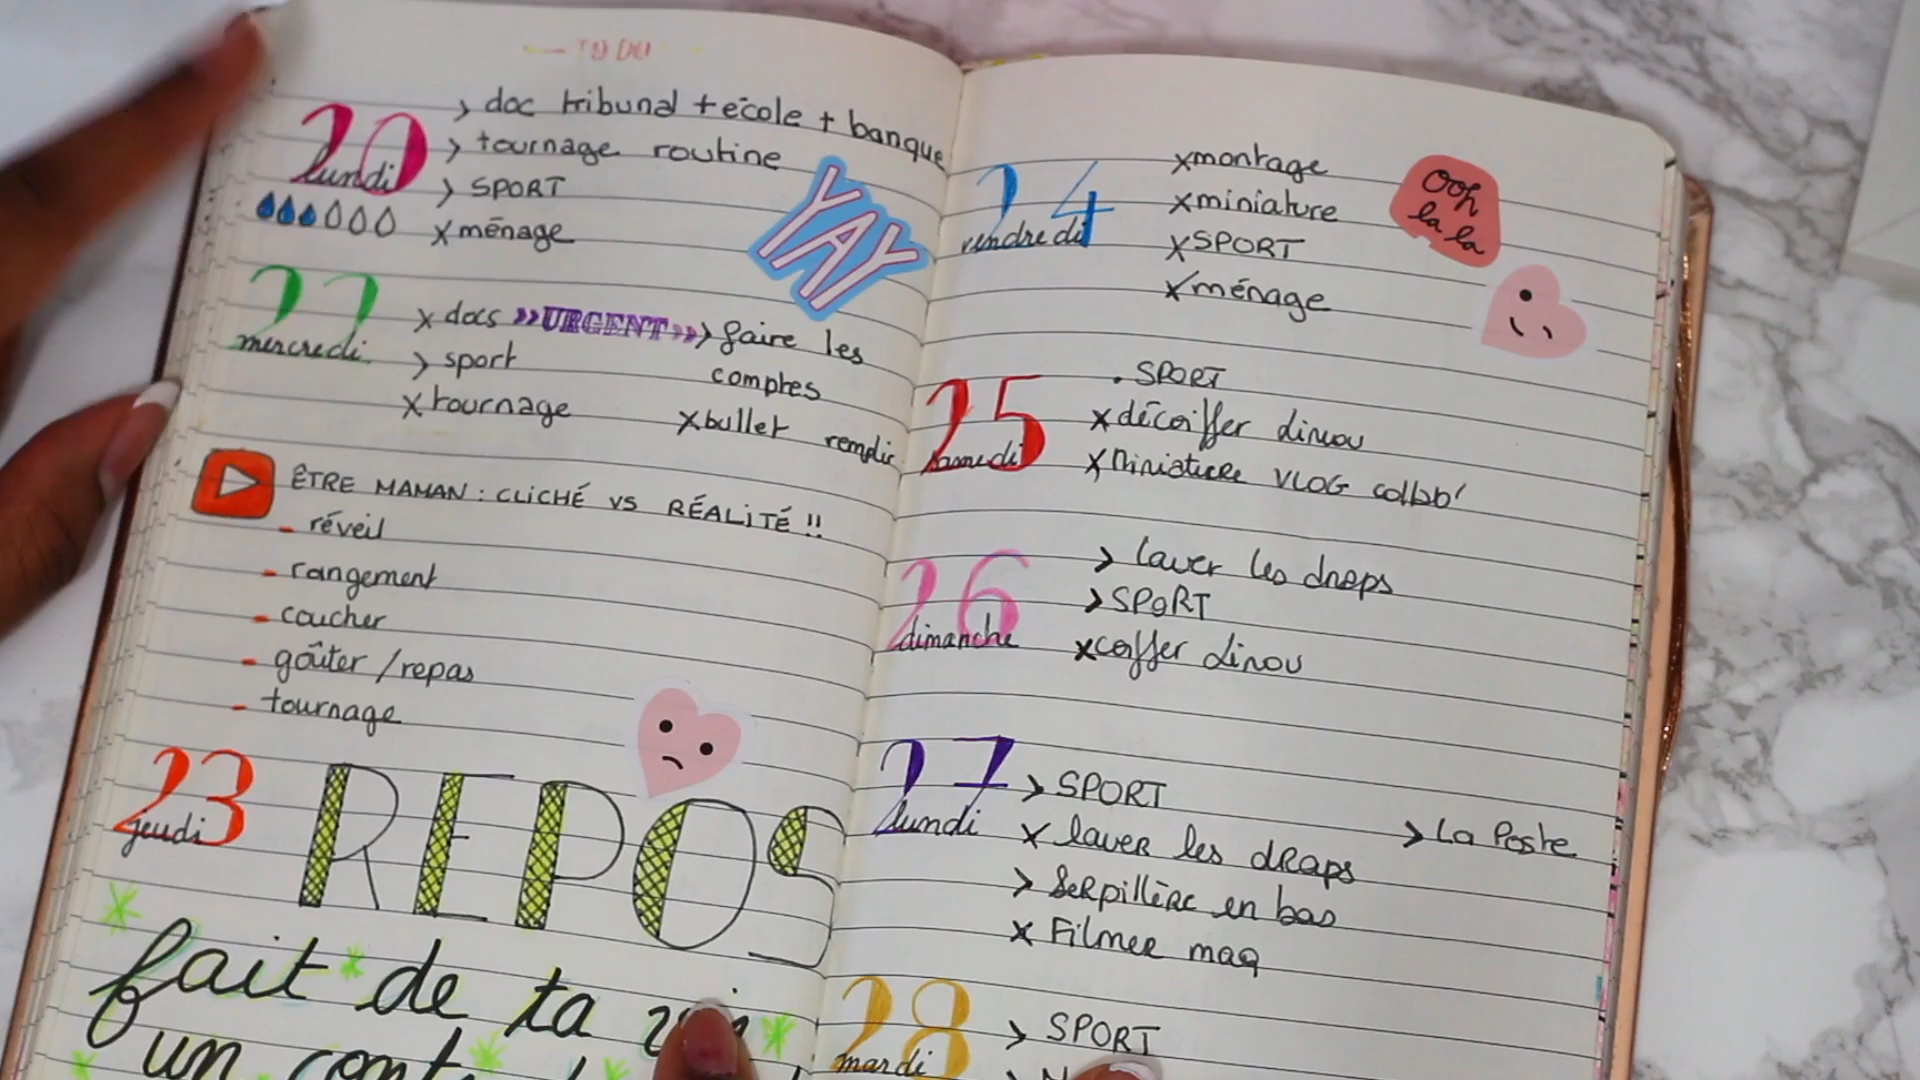 TO DO
20 lundi
> doc tribunal + école + banque
> tournage routine
> SPORT
x ménage
YAY
22 mercredi
x docs »URGENT» > faire les comptes
> sport
x tournage
x bullet remplir
ÊTRE MAMAN : CLICHÉ VS RÉALITÉ !!
- réveil
- rangement
- coucher
- goûter / repas
- tournage
23 jeudi
REPOS
fait de ta
un
24 vendredi
x montage
x miniature
x SPORT
x ménage
ooh
la la
25 samedi
. SPORT
x décoiffer dinou
x Miniature VLOG collab'
26 dimanche
> laver les draps
> SPORT
x coiffer dinou
27 lundi
> SPORT
x laver les draps
> La Poste
> Serpillère en bas
x Filmer maq
28 mardi
> SPORT